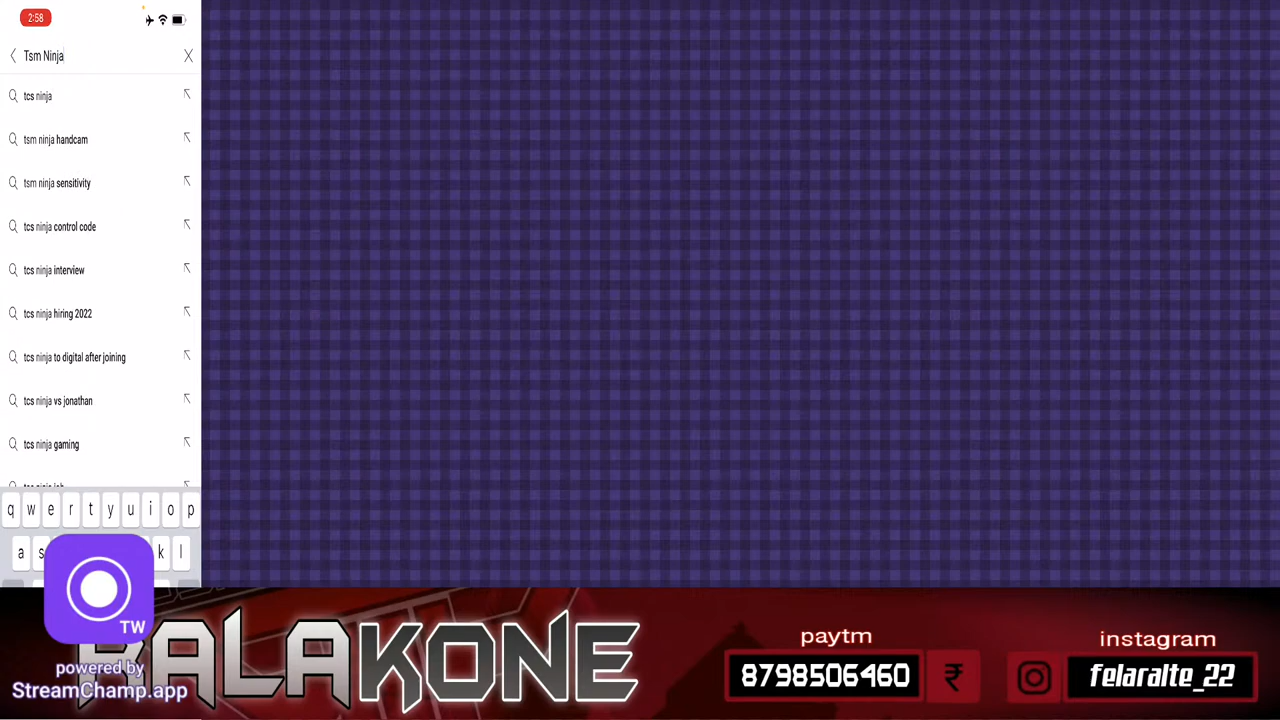 2:58
Tsm Ninja
tcs ninja
tsm ninja handcam
tsm ninja sensitivity
tcs ninja control code
tcs ninja interview
tcs ninja hiring 2022
tcs ninja to digital after joining
tcs ninja vs jonathan
tcs ninja gaming
q w e r t y u i o p
a s k l
TW
powered by
StreamChamp.app
RALAKONE
paytm
8798506460 ₹
instagram
felaralte_22